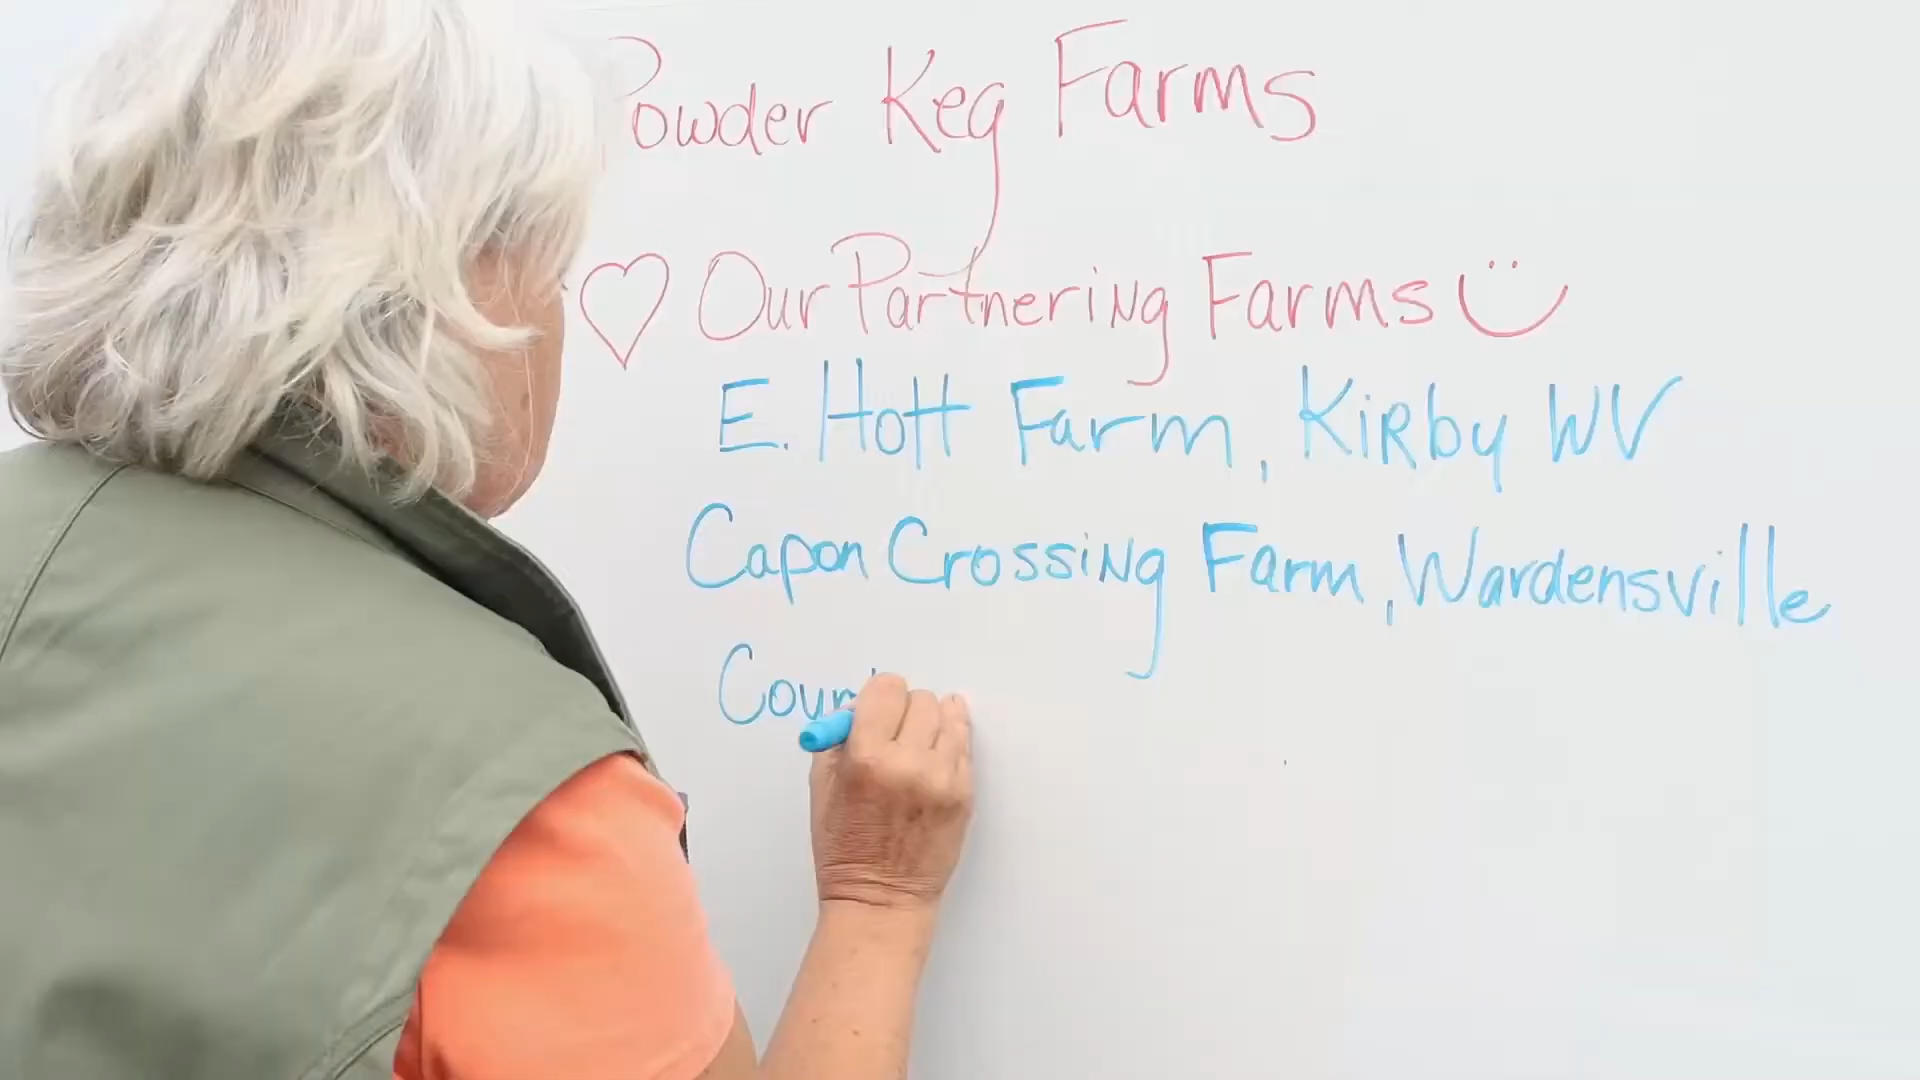 Powder Keg Farms
Our Partnering Farms
E. Hott Farm, Kirby WV
Capon Crossing Farm, Wardensville